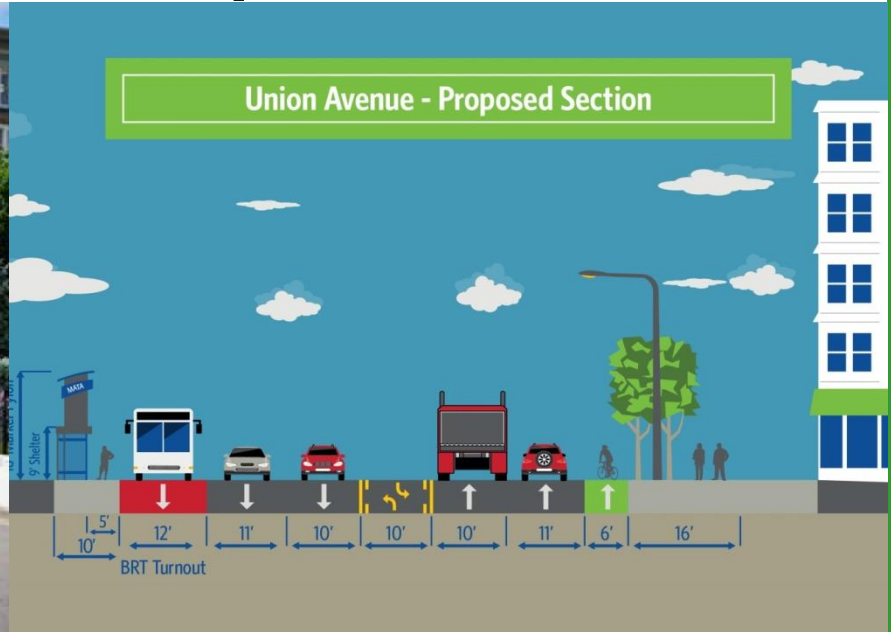 Union Avenue - Proposed Section
MATA
9' Shelter
5'
10'
12'
11'
10'
10'
10'
11'
6'
16'
BRT Turnout